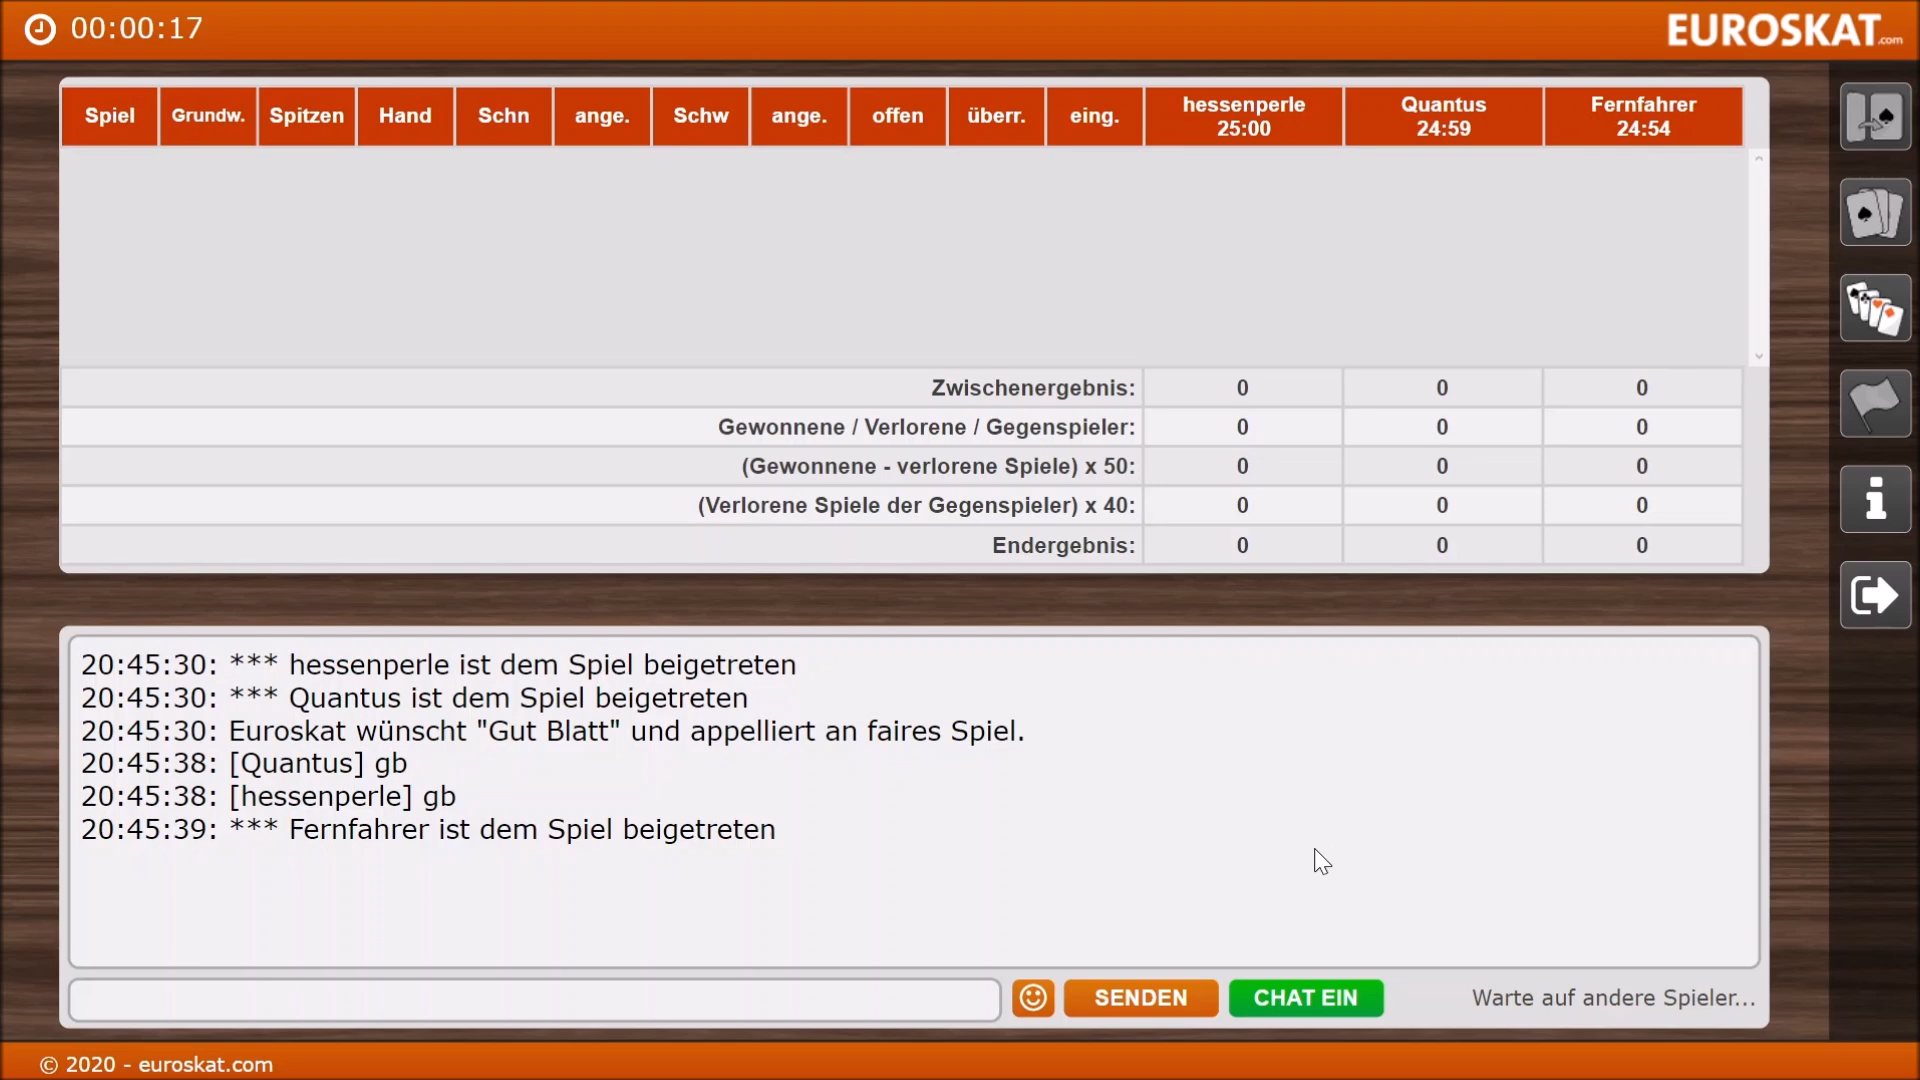 00:00:17
EUROSKAT.com
Spiel Grundw. Spitzen Hand Schn ange. Schw ange. offen überr. eing. hessenperle 25:00 Quantus 24:59 Fernfahrer 24:54
Zwischenergebnis: 0 0 0
Gewonnene / Verlorene / Gegenspieler: 0 0 0
(Gewonnene - verlorene Spiele) x 50: 0 0 0
(Verlorene Spiele der Gegenspieler) x 40: 0 0 0
Endergebnis: 0 0 0
20:45:30: *** hessenperle ist dem Spiel beigetreten
20:45:30: *** Quantus ist dem Spiel beigetreten
20:45:30: Euroskat wünscht "Gut Blatt" und appelliert an faires Spiel.
20:45:38: [Quantus] gb
20:45:38: [hessenperle] gb
20:45:39: *** Fernfahrer ist dem Spiel beigetreten
SENDEN CHAT EIN Warte auf andere Spieler...
© 2020 - euroskat.com